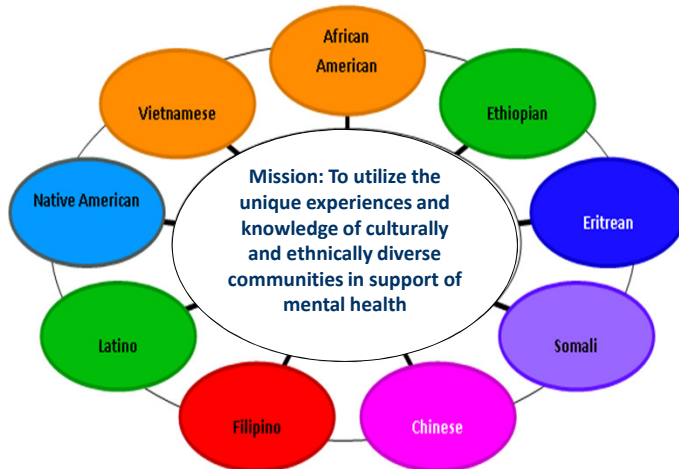 African
American
Ethiopian
Eritrean
Somali
Chinese
Filipino
Latino
Native American
Vietnamese
Mission: To utilize the
unique experiences and
knowledge of culturally
and ethnically diverse
communities in support of
mental health